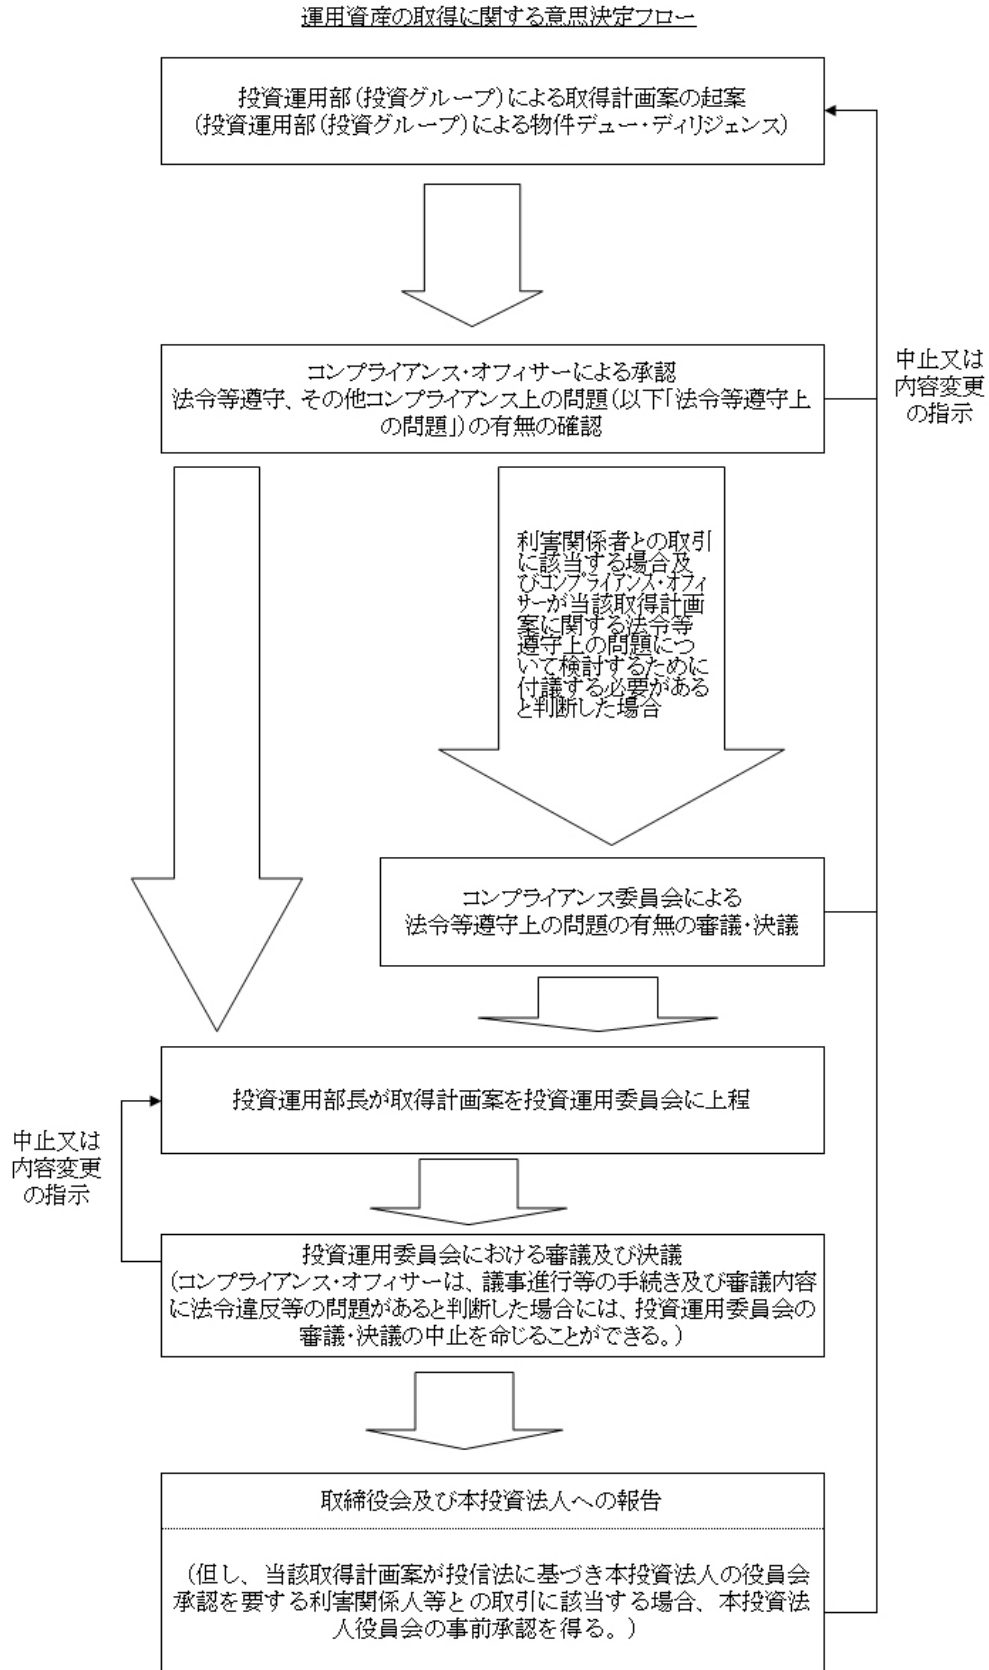 運用資産の取得に関する意思決定フロー
投資運用部(投資グループ)による取得計画案の起案
(投資運用部(投資グループ)による物件デュー・ディリジェンス)
コンプライアンス・オフィサーによる承認
法令等遵守、その他コンプライアンス上の問題(以下「法令等遵守上
の問題」)の有無の確認
中止又は
内容変更
の指示
利害関係者との取引
に該当する場合及
びコンプライアンス・オフィ
サーが当該取得計画
案に関する法令等
遵守上の問題につ
いて検討するために
付議する必要がある
と判断した場合
コンプライアンス委員会による
法令等遵守上の問題の有無の審議・決議
投資運用部長が取得計画案を投資運用委員会に上程
中止又は
内容変更
の指示
投資運用委員会における審議及び決議
(コンプライアンス・オフィサーは、議事進行等の手続き及び審議内容
に法令違反等の問題があると判断した場合には、投資運用委員会の
審議・決議の中止を命じることができる。)
取締役会及び本投資法人への報告
(但し、当該取得計画案が投信法に基づき本投資法人の役員会
承認を要する利害関係人等との取引に該当する場合、本投資法
人役員会の事前承認を得る。)